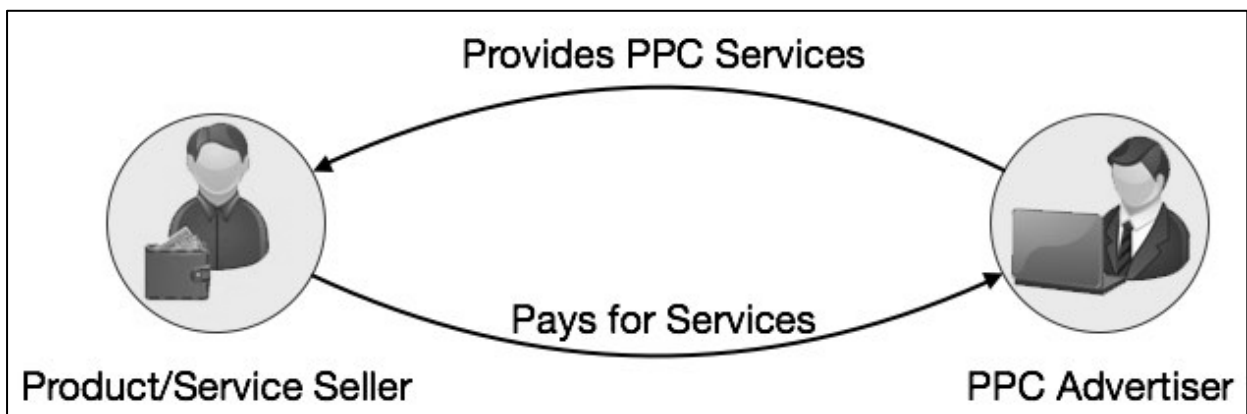 Provides PPC Services
Pays for Services
Product/Service Seller
PPC Advertiser